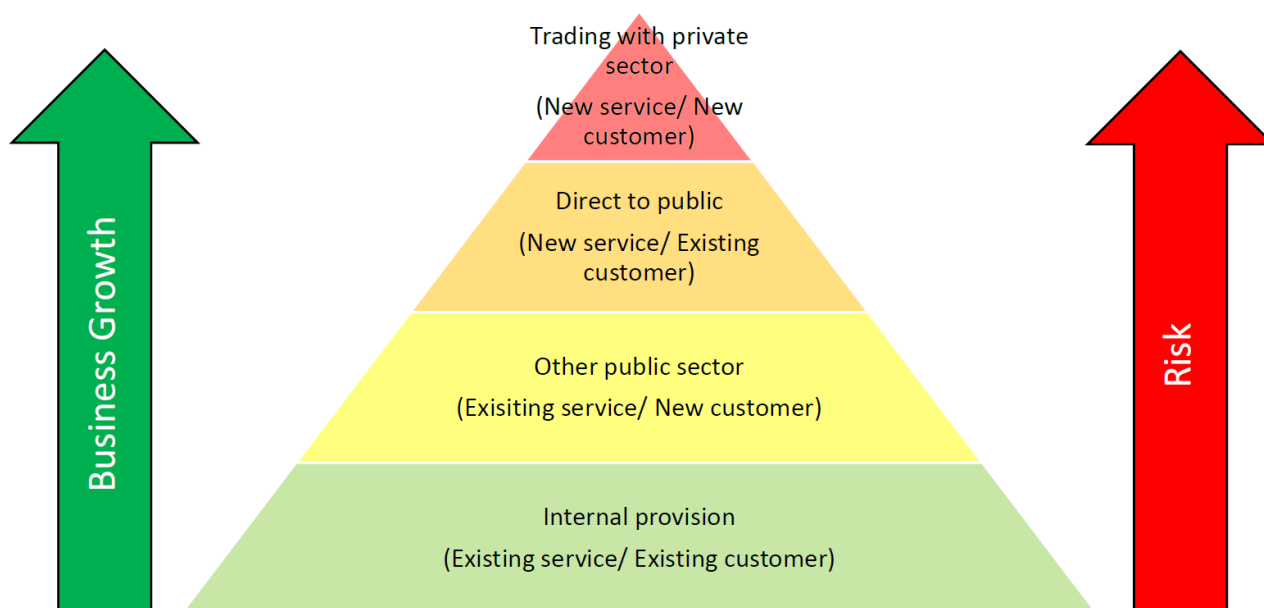 Trading with private
sector
(New service/ New
customer)
Direct to public
(New service/ Existing
customer)
Other public sector
(Exisiting service/ New customer)
Internal provision
(Existing service/ Existing customer)
Business Growth
Risk